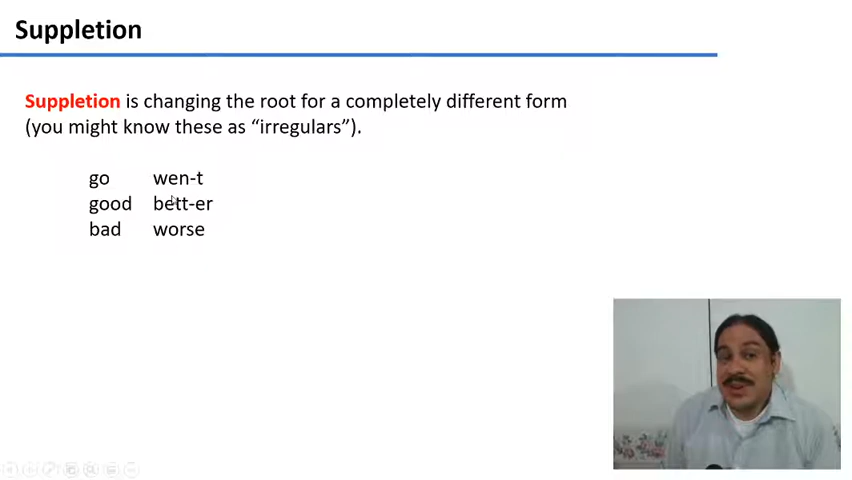 Suppletion
Suppletion is changing the root for a completely different form
(you might know these as “irregulars”).
go wen-t
good bett-er
bad worse